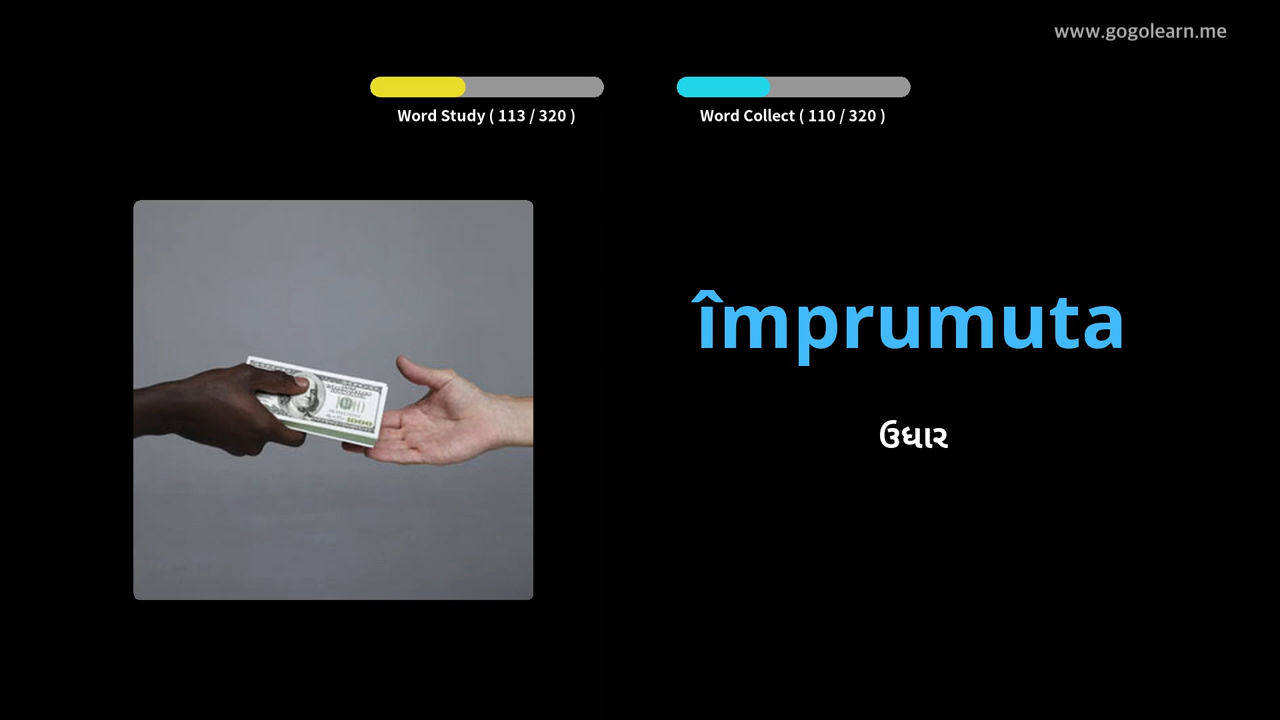 www.gogolearn.me
Word Study ( 113 / 320 )
Word Collect ( 110 / 320 )
împrumuta
ઉધાર